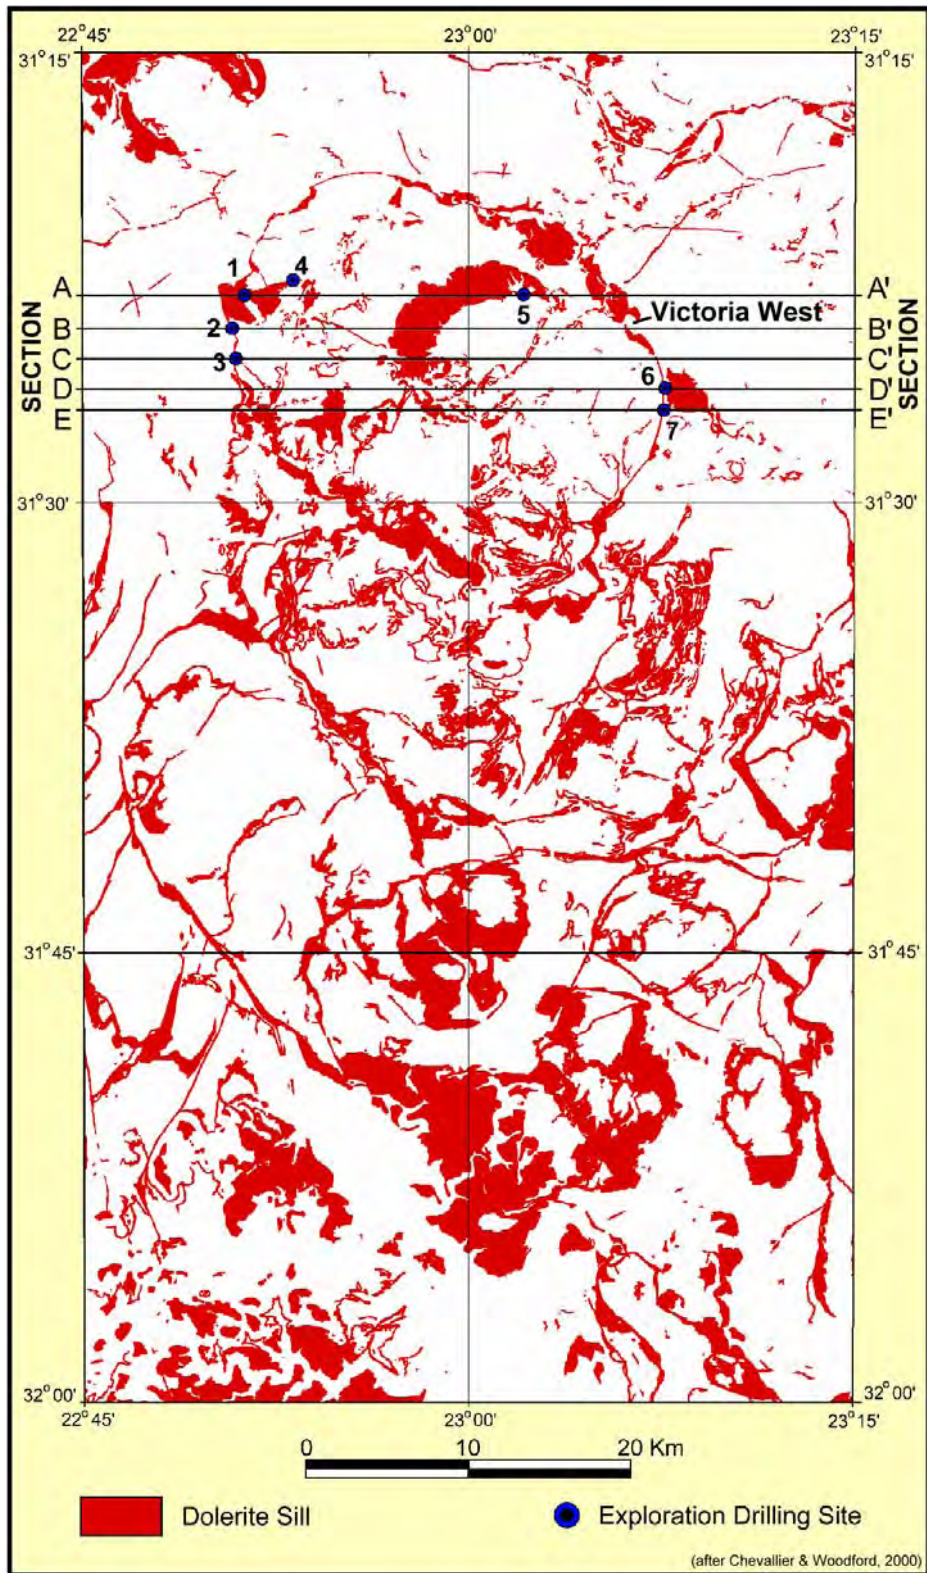 22°45' 23°00' 23°15'
31°15' 31°15'
1 4
A 5 A'
Victoria West
2 B B'
3 C C'
6
D D'
E E'
7
SECTION SECTION
31°30' 31°30'
31°45' 31°45'
32°00' 32°00'
22°45' 23°00' 23°15'
0 10 20 Km
Dolerite Sill Exploration Drilling Site
(after Chevallier & Woodford, 2000)